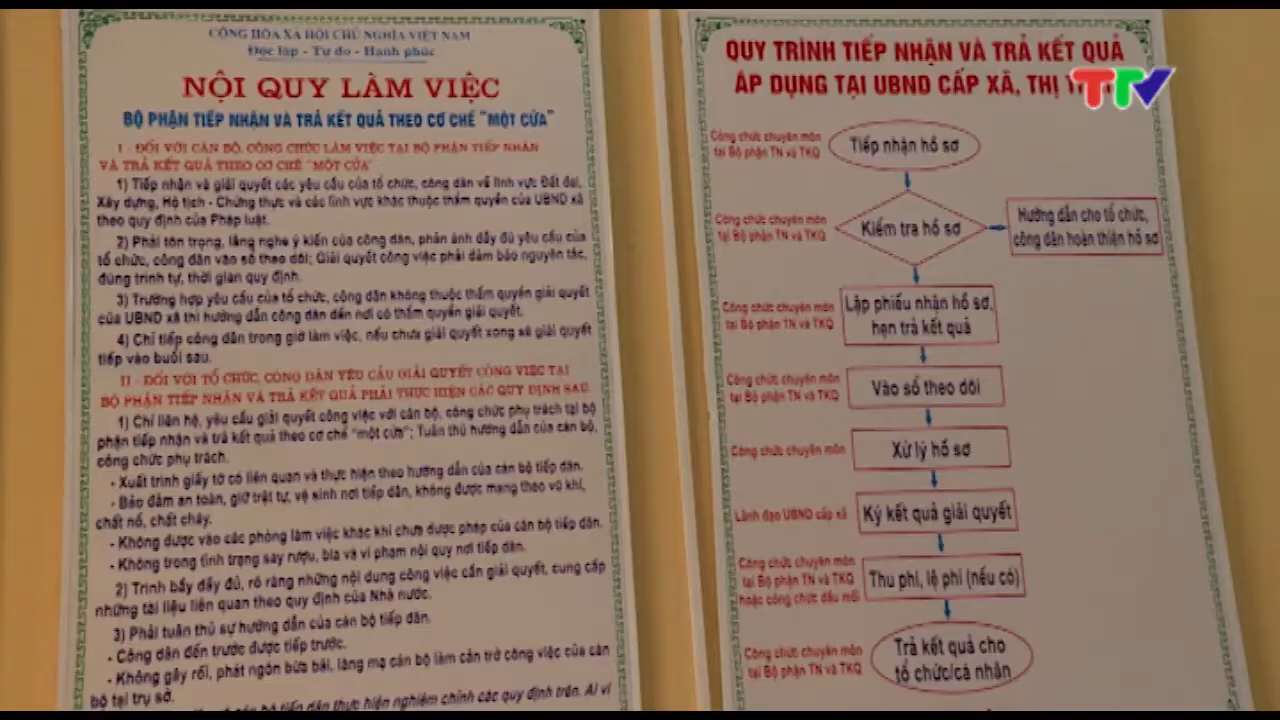 CỘNG HÒA XÃ HỘI CHỦ NGHĨA VIỆT NAM
Độc lập - Tự do - Hạnh phúc
NỘI QUY LÀM VIỆC
BỘ PHẬN TIẾP NHẬN VÀ TRẢ KẾT QUẢ THEO CƠ CHẾ "MỘT CỬA"
I - ĐỐI VỚI CÁN BỘ, CÔNG CHỨC LÀM VIỆC TẠI BỘ PHẬN TIẾP NHẬN
VÀ TRẢ KẾT QUẢ THEO CƠ CHẾ "MỘT CỬA"
1) Tiếp nhận và giải quyết các yêu cầu của tổ chức, công dân về lĩnh vực Đất đai,
Xây dựng, Hộ tịch - Chứng thực và các lĩnh vực khác thuộc thẩm quyền của UBND xã
theo quy định của Pháp luật.
2) Phải tôn trọng, lắng nghe ý kiến của công dân, phản ánh đầy đủ yêu cầu của
tổ chức, công dân vào sổ theo dõi; Giải quyết công việc phải đảm bảo nguyên tắc,
đúng trình tự, thời gian quy định.
3) Trường hợp yêu cầu của tổ chức, công dân không thuộc thẩm quyền giải quyết
của UBND xã thì hướng dẫn công dân đến nơi có thẩm quyền giải quyết.
4) Chỉ tiếp công dân trong giờ làm việc, nếu chưa giải quyết xong sẽ giải quyết
tiếp vào buổi sau.
II - ĐỐI VỚI TỔ CHỨC, CÔNG DÂN YÊU CẦU GIẢI QUYẾT CÔNG VIỆC TẠI
BỘ PHẬN TIẾP NHẬN VÀ TRẢ KẾT QUẢ PHẢI THỰC HIỆN CÁC QUY ĐỊNH SAU
1) Chỉ liên hệ, yêu cầu giải quyết công việc với cán bộ, công chức phụ trách tại bộ
phận tiếp nhận và trả kết quả theo cơ chế "một cửa"; Tuân thủ hướng dẫn của cán bộ,
công chức phụ trách.
- Xuất trình giấy tờ có liên quan và thực hiện theo hướng dẫn của cán bộ tiếp dân.
- Bảo đảm an toàn, giữ trật tự, vệ sinh nơi tiếp dân, không được mang theo vũ khí,
chất nổ, chất cháy.
- Không được vào các phòng làm việc khác khi chưa được phép của cán bộ tiếp dân.
- Không trong tình trạng say rượu, bia và vi phạm nội quy nơi tiếp dân.
2) Trình bầy đầy đủ, rõ ràng những nội dung công việc cần giải quyết, cung cấp
những tài liệu liên quan theo quy định của Nhà nước.
3) Phải tuân thủ sự hướng dẫn của cán bộ tiếp dân.
- Công dân đến trước được tiếp trước.
- Không gây rối, phát ngôn bừa bãi, lăng mạ cán bộ làm cản trở công việc của cán
bộ tại trụ sở.
cán bộ tiếp dân thực hiện nghiêm chỉnh các quy định trên. Ai vi
QUY TRÌNH TIẾP NHẬN VÀ TRẢ KẾT QUẢ
ÁP DỤNG TẠI UBND CẤP XÃ, THỊ
TTV
Công chức chuyên môn
tại Bộ phận TN và TKQ
Tiếp nhận hồ sơ
Công chức chuyên môn
tại Bộ phận TN và TKQ
Kiểm tra hồ sơ
Hướng dẫn cho tổ chức,
công dân hoàn thiện hồ sơ
Công chức chuyên môn
tại Bộ phận TN và TKQ
Lập phiếu nhận hồ sơ,
hẹn trả kết quả
Công chức chuyên môn
tại Bộ phận TN và TKQ
Vào sổ theo dõi
Công chức chuyên môn
Xử lý hồ sơ
Lãnh đạo UBND cấp xã
Ký kết quả giải quyết
Công chức chuyên môn
tại Bộ phận TN và TKQ
hoặc công chức đầu mối
Thu phí, lệ phí (nếu có)
Công chức chuyên môn
tại Bộ phận TN và TKQ
Trả kết quả cho
tổ chức/cá nhân